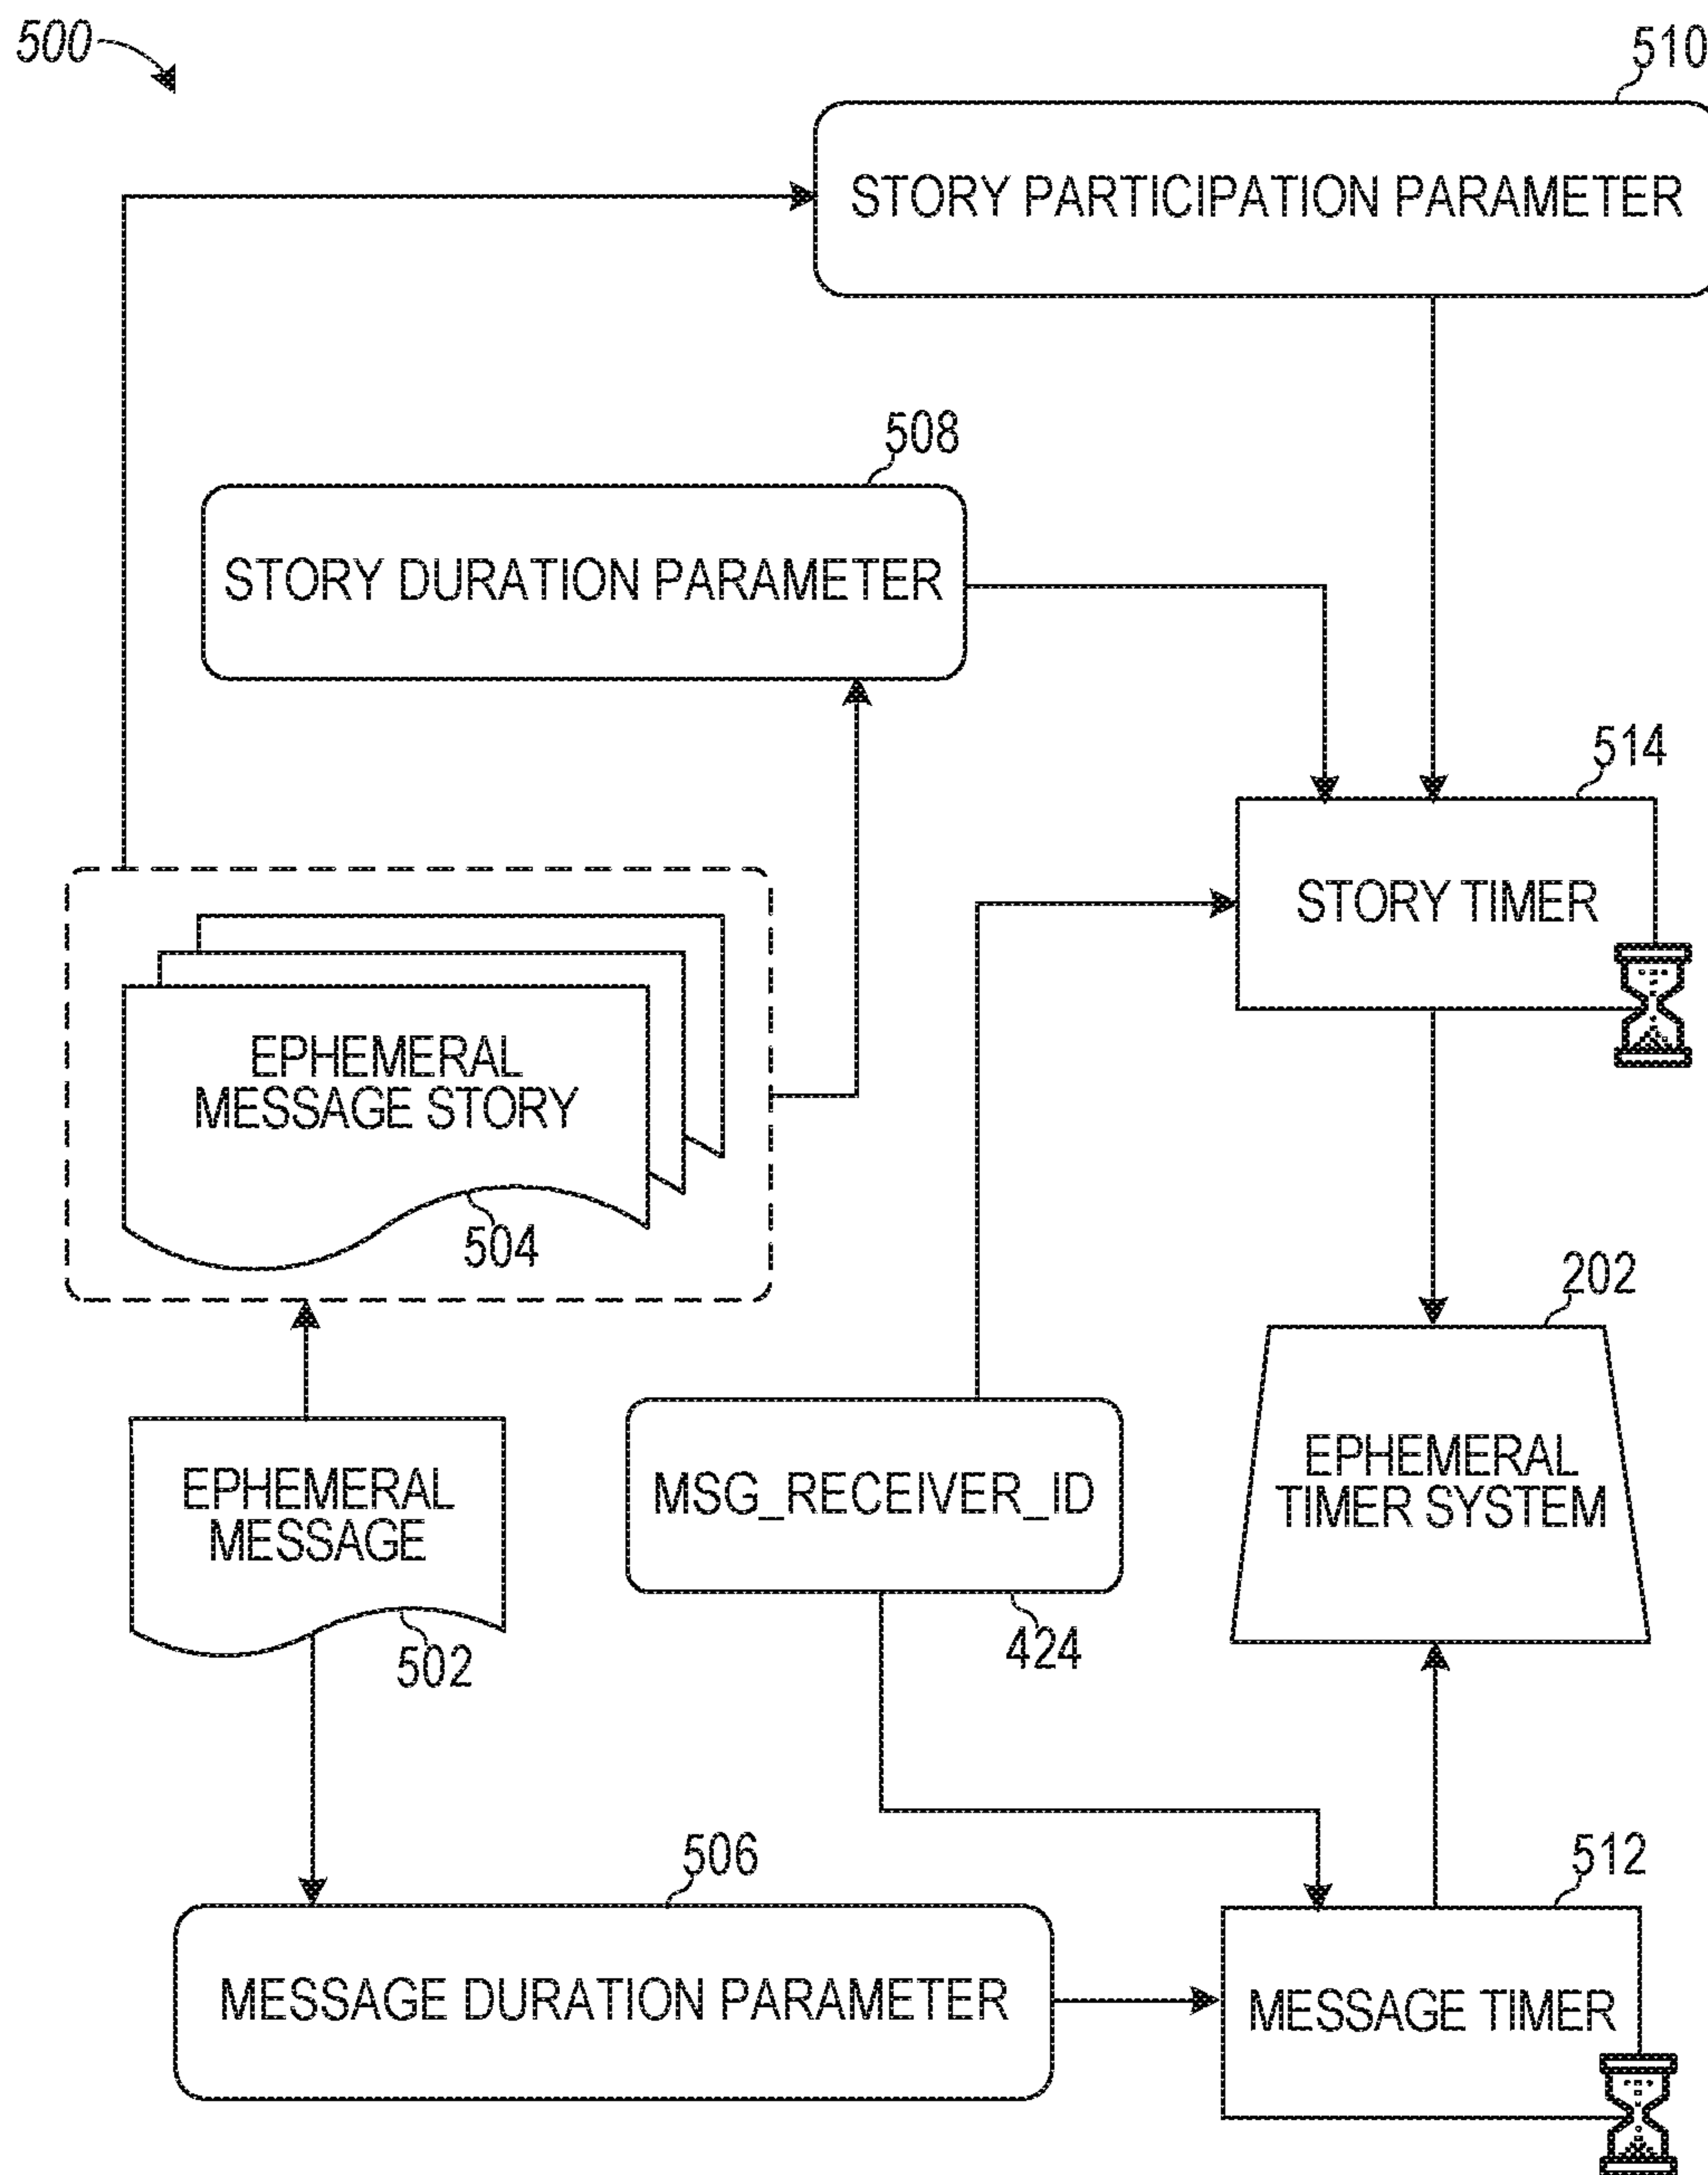 500
510
STORY PARTICIPATION PARAMETER
508
STORY DURATION PARAMETER
514
STORY TIMER
EPHEMERAL
MESSAGE STORY
504
202
EPHEMERAL
TIMER SYSTEM
MSG_RECEIVER_ID
424
EPHEMERAL
MESSAGE
502
506
MESSAGE DURATION PARAMETER
512
MESSAGE TIMER